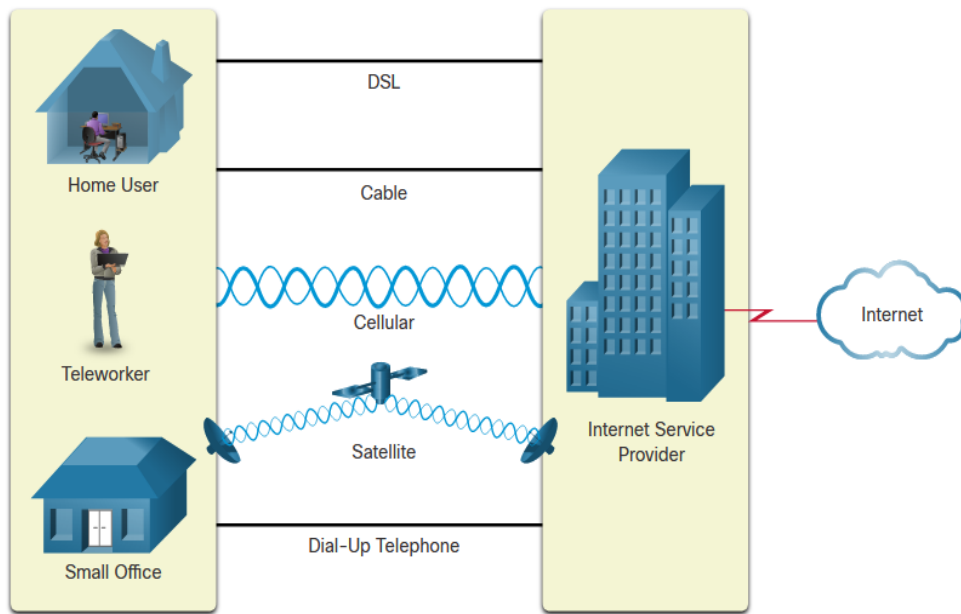 DSL
Home User
Cable
Internet
Cellular
Teleworker
Satellite
Internet Service
Provider
Dial-Up Telephone
Small Office